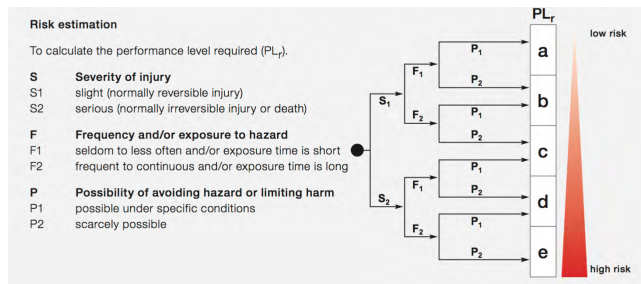 Risk estimation
To calculate the performance level required (PLr).
S Severity of injury
S1 slight (normally reversible injury)
S2 serious (normally irreversible injury or death)
F Frequency and/or exposure to hazard
F1 seldom to less often and/or exposure time is short
F2 frequent to continuous and/or exposure time is long
P Possibility of avoiding hazard or limiting harm
P1 possible under specific conditions
P2 scarcely possible
PLr
low risk
P1
a
F1
P2
S1
b
F2
P1
P2
c
P1
F1
P2
S2
d
P1
F2
P2
e
high risk